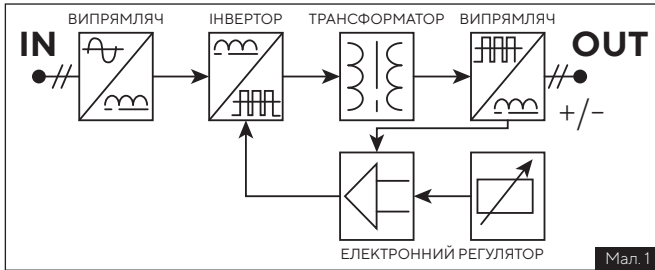 ВИПРЯМЛЯЧ ІНВЕРТОР ТРАНСФОРМАТОР ВИПРЯМЛЯЧ
IN OUT
+/−
ЕЛЕКТРОННИЙ РЕГУЛЯТОР
Мал. 1